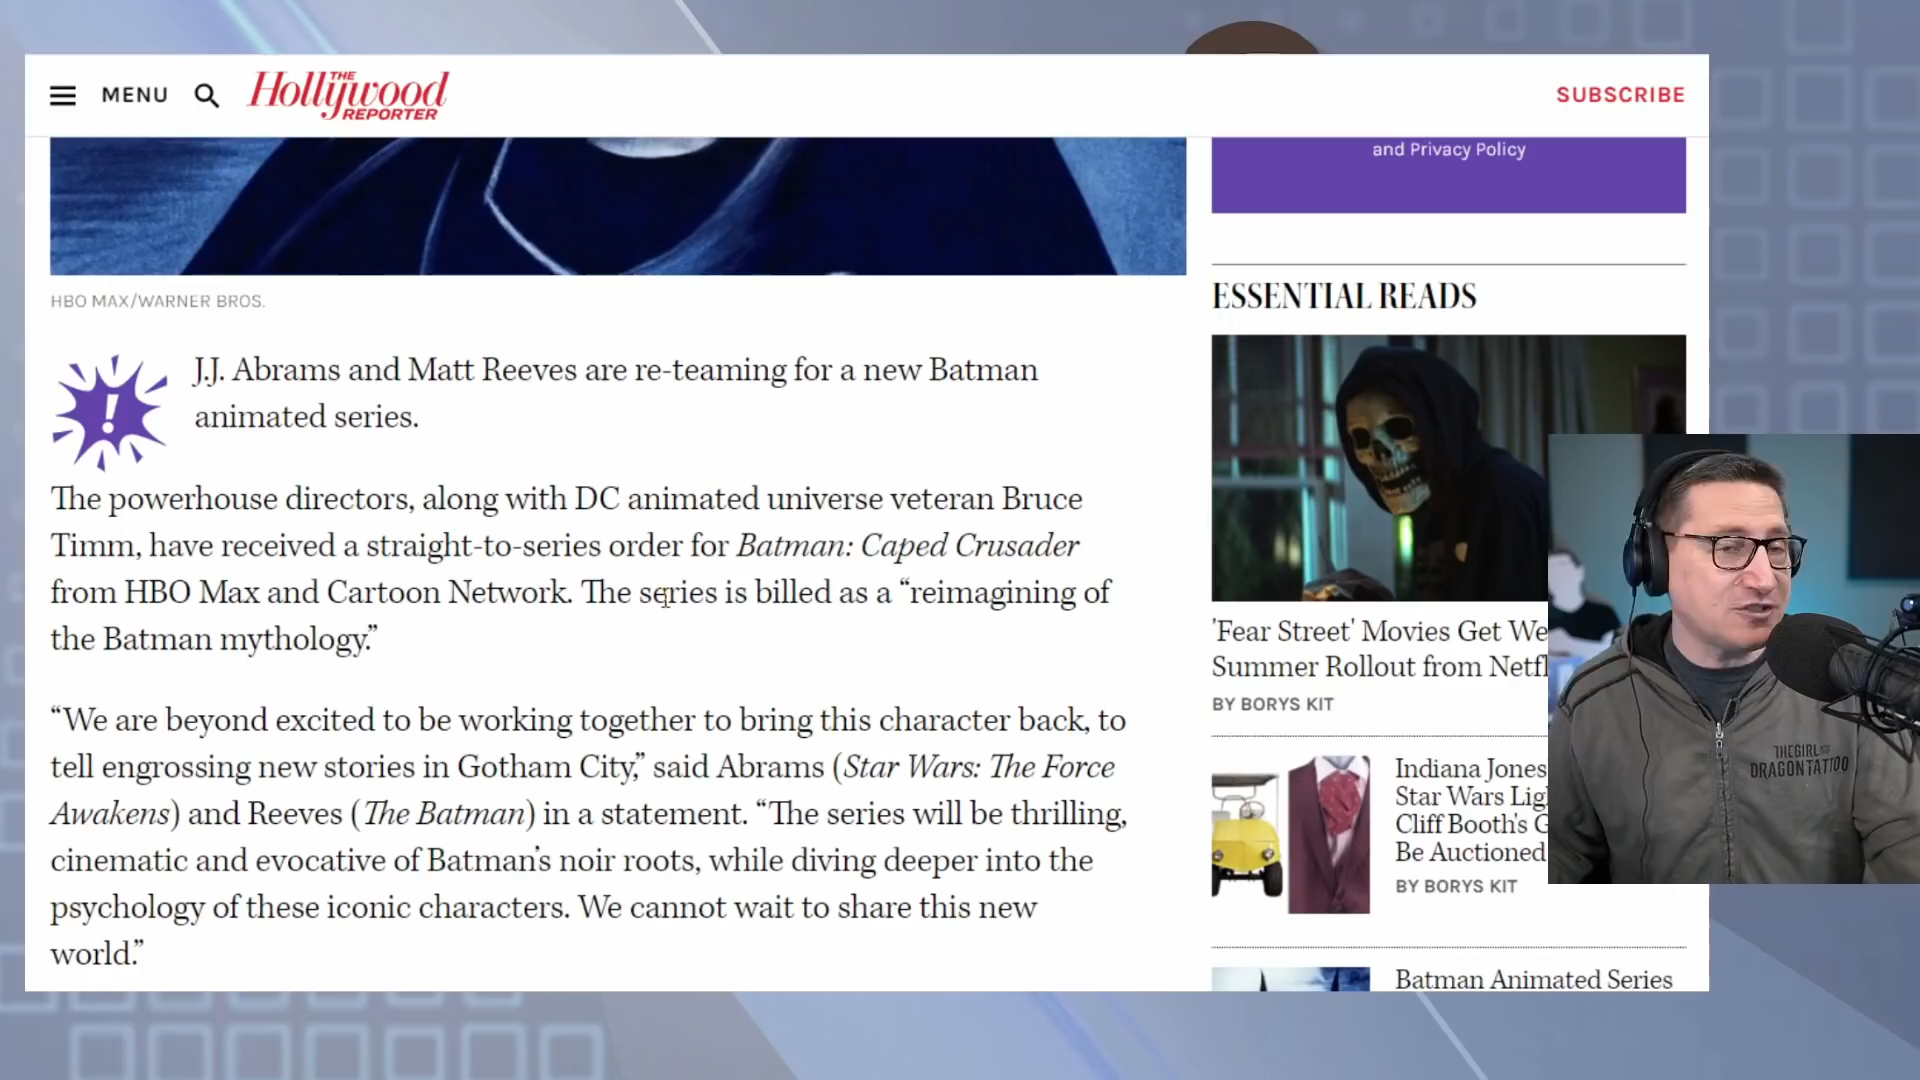 MENU
THE
Hollywood
REPORTER
SUBSCRIBE
and Privacy Policy
HBO MAX/WARNER BROS.
J.J. Abrams and Matt Reeves are re-teaming for a new Batman
animated series.
The powerhouse directors, along with DC animated universe veteran Bruce
Timm, have received a straight-to-series order for Batman: Caped Crusader
from HBO Max and Cartoon Network. The series is billed as a “reimagining of
the Batman mythology.”
“We are beyond excited to be working together to bring this character back, to
tell engrossing new stories in Gotham City,” said Abrams (Star Wars: The Force
Awakens) and Reeves (The Batman) in a statement. “The series will be thrilling,
cinematic and evocative of Batman’s noir roots, while diving deeper into the
psychology of these iconic characters. We cannot wait to share this new
world.”
ESSENTIAL READS
'Fear Street' Movies Get We
Summer Rollout from Netfl
BY BORYS KIT
Indiana Jones
Star Wars Lig
Cliff Booth's G
Be Auctioned
BY BORYS KIT
Batman Animated Series
THE GIRL
DRAGON TATTOO